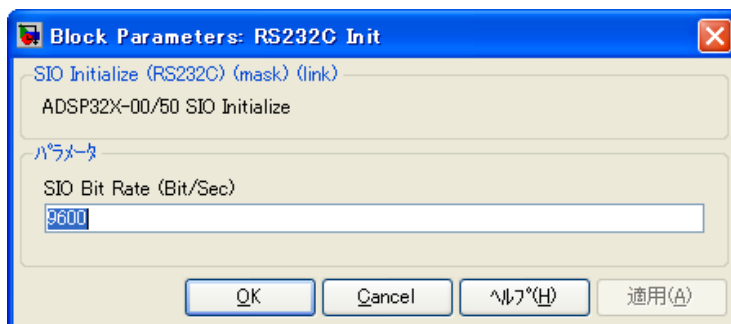 Block Parameters: RS232C Init
SIO Initialize (RS232C) (mask) (link)
ADSP32X-00/50 SIO Initialize
パラメータ
SIO Bit Rate (Bit/Sec)
9600
OK Cancel ヘルプ(H) 適用(A)